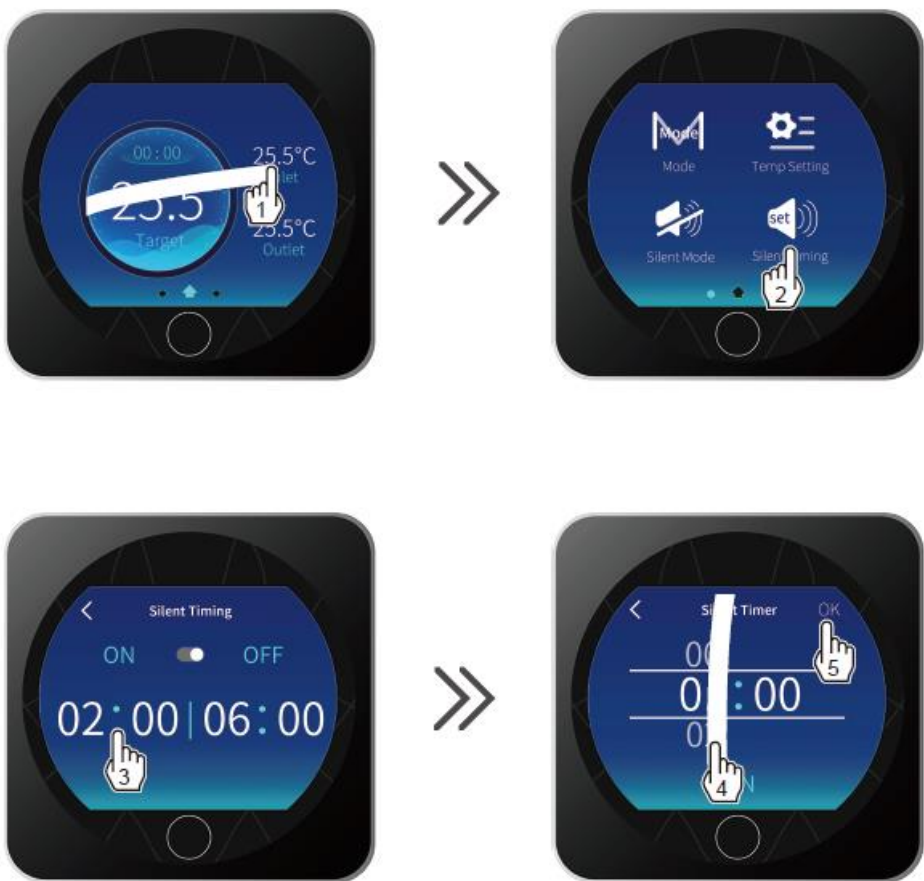 00:00
25.5°C
25.5
25.5°C
Target
Outlet
1
Mode
Mode
Temp Setting
set
Silent Mode
2
Silent Timing
ON
OFF
02:00|06:00
3
Timer
OK
5
:00
4